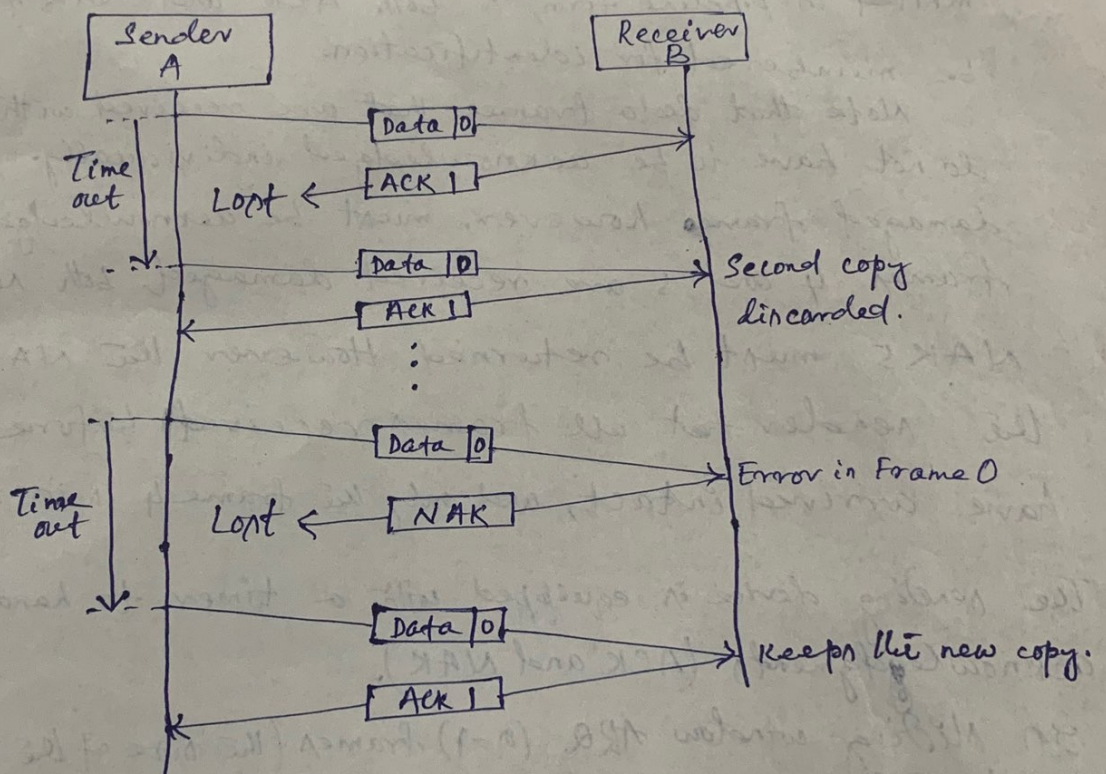 Sender
A
Receiver
B
Data 0
Time
out
ACK 1
Lost
Data 0
Second copy
discarded.
Ack 1
Data 0
Error in Frame 0
Time
out
NAK
Lost
Data 0
Keeps the new copy.
Ack 1